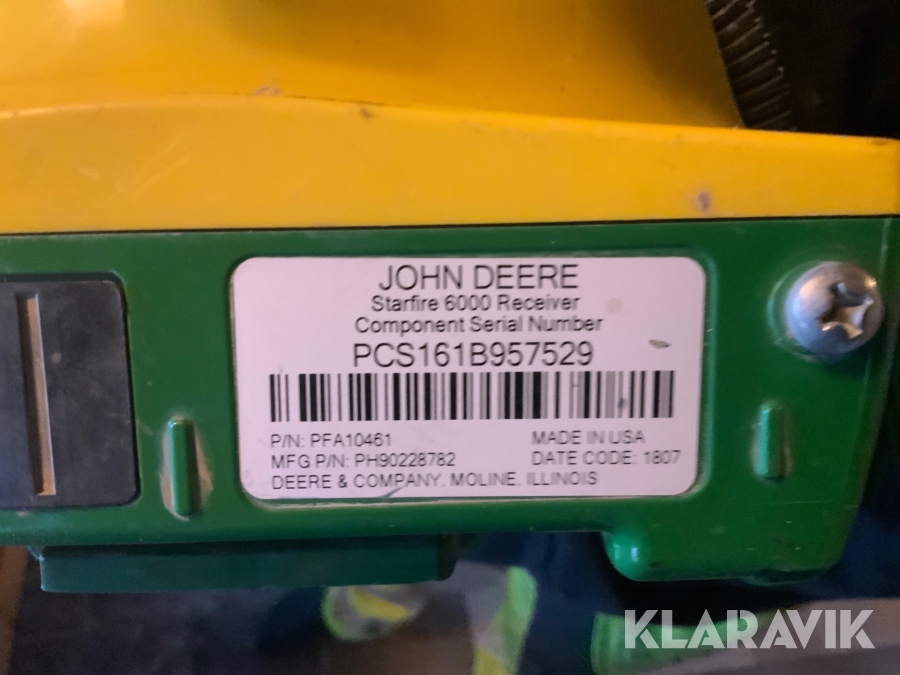 JOHN DEERE
Starfire 6000 Receiver
Component Serial Number
PCS161B957529
P/N: PFA10461
MADE IN USA
MFG P/N: PH90228782
DATE CODE: 1807
DEERE & COMPANY. MOLINE. ILLINOIS
KLARAVIK